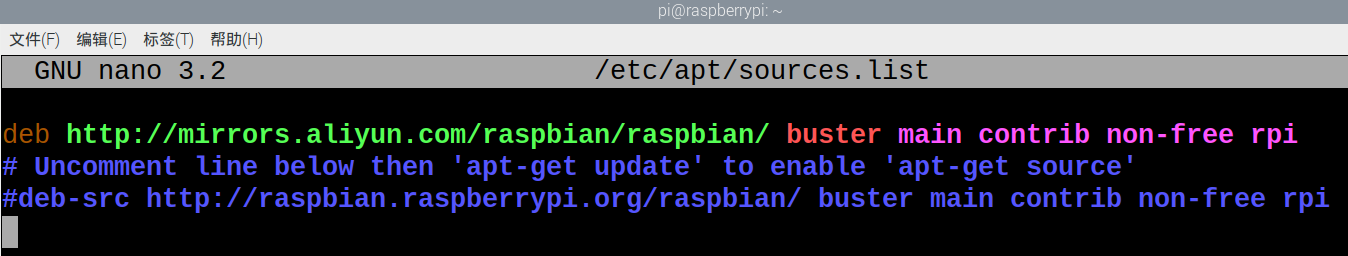 pi@raspberrypi: ~
文件(F) 编辑(E) 标签(T) 帮助(H)
GNU nano 3.2 /etc/apt/sources.list
deb http://mirrors.aliyun.com/raspbian/raspbian/ buster main contrib non-free rpi
# Uncomment line below then 'apt-get update' to enable 'apt-get source'
#deb-src http://raspbian.raspberrypi.org/raspbian/ buster main contrib non-free rpi